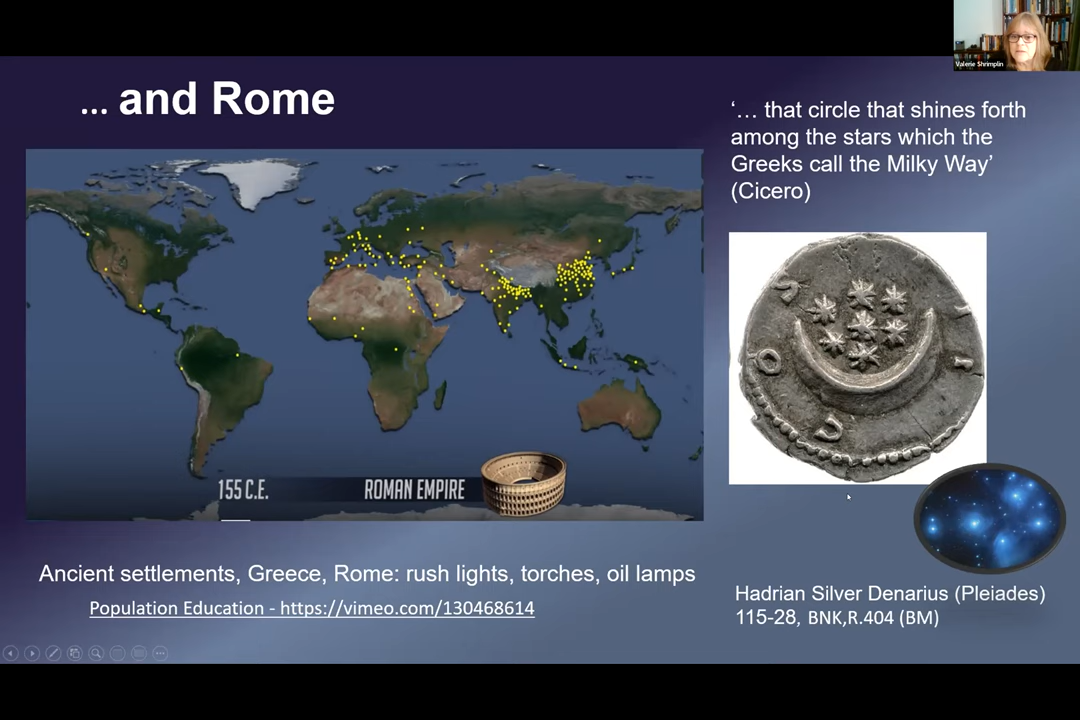 Valerie Shrimplin
... and Rome
‘… that circle that shines forth
among the stars which the
Greeks call the Milky Way’
(Cicero)
155 C.E.
ROMAN EMPIRE
Ancient settlements, Greece, Rome: rush lights, torches, oil lamps
Population Education - https://vimeo.com/130468614
Hadrian Silver Denarius (Pleiades)
115-28, BNK,R.404 (BM)